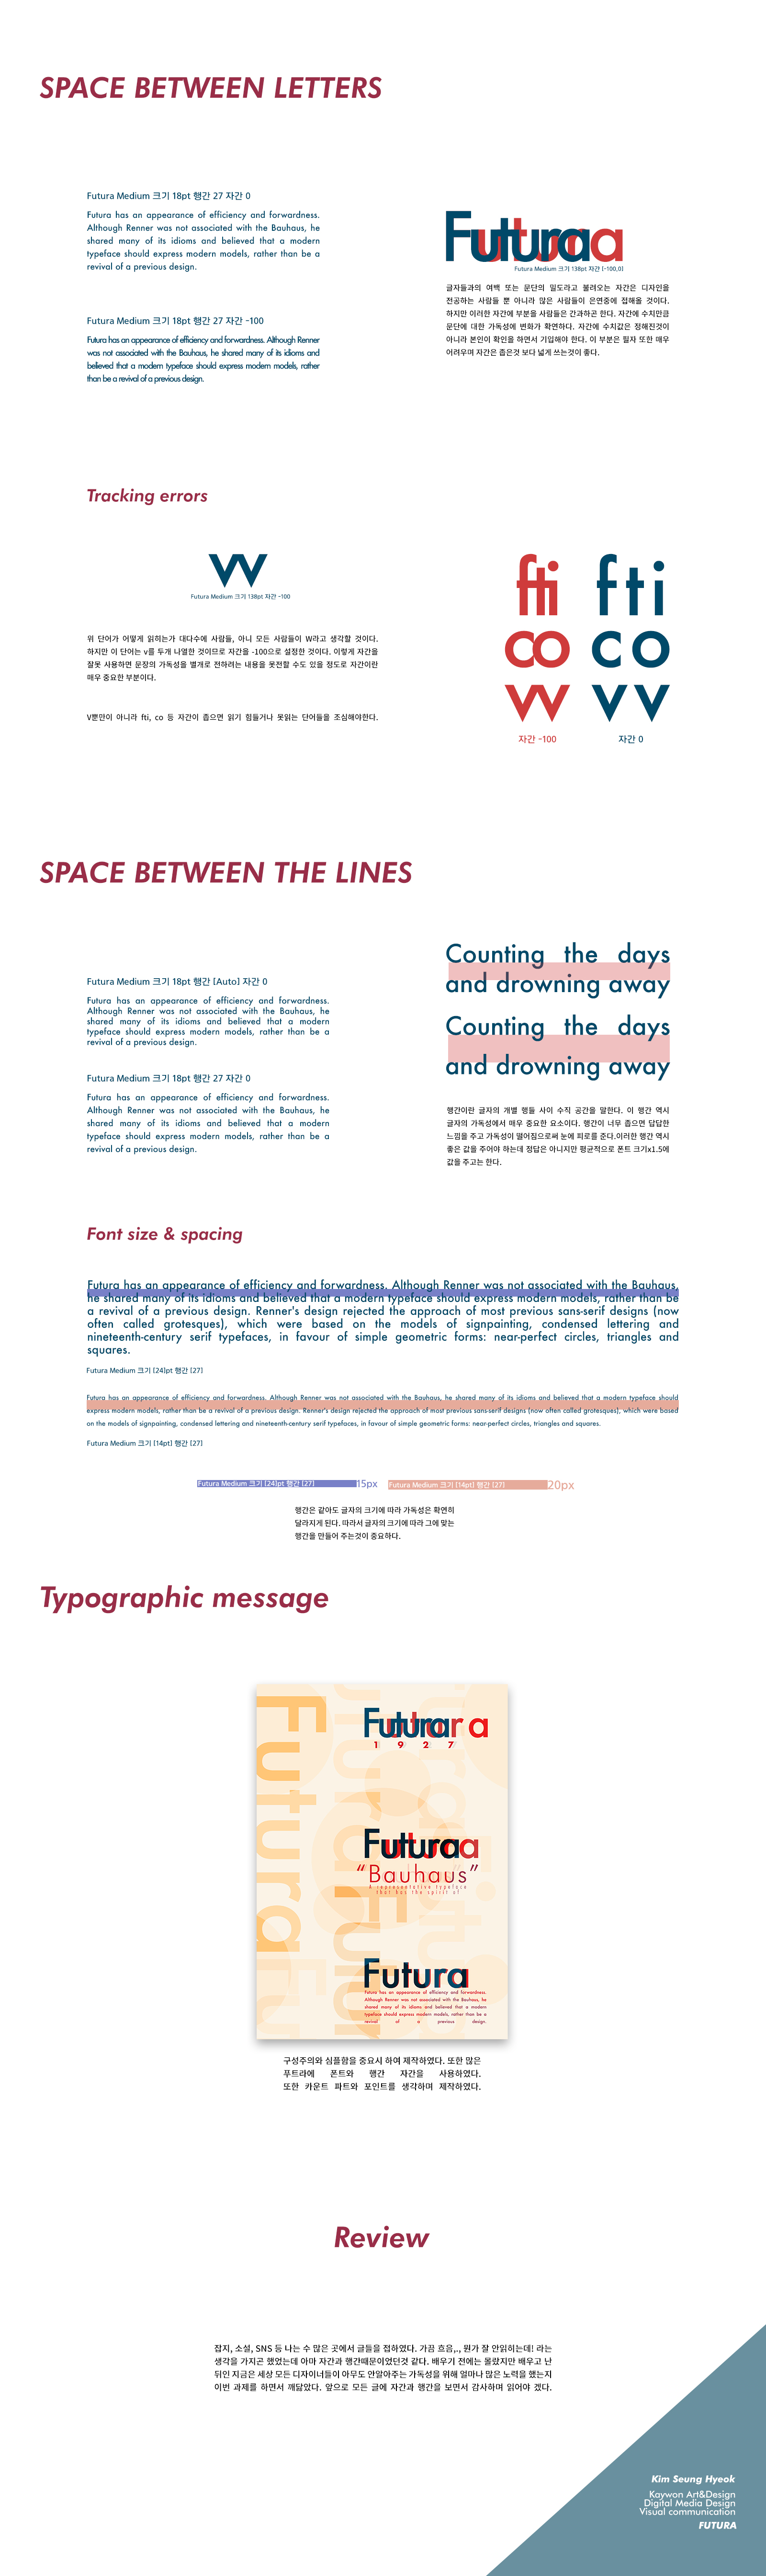 SPACE BETWEEN LETTERS
Futura Medium 크기 18pt 행간 27 자간 0
Futura has an appearance of efficiency and forwardness.
Although Renner was not associated with the Bauhaus, he
shared many of its idioms and believed that a modern
typeface should express modern models, rather than be a
revival of a previous design.
Futura Medium 크기 18pt 행간 27 자간 -100
Futura has an appearance of efficiency and forwardness. Although Renner
was not associated with the Bauhaus, he shared many of its idioms and
believed that a modern typeface should express modern models, rather
than be a revival of a previous design.
Futura
Futura Medium 크기 138pt 자간 [-100,0]
글자들과의 여백 또는 문단의 밀도라고 불려오는 자간은 디자인을
전공하는 사람들 뿐 아니라 많은 사람들이 은연중에 접해올 것이다.
하지만 이러한 자간에 부분을 사람들은 간과하곤 한다. 자간에 수치만큼
문단에 대한 가독성에 변화가 확연하다. 자간에 수치값은 정해진것이
아니라 본인이 확인을 하면서 기입해야 한다. 이 부분은 필자 또한 매우
어려우며 자간은 좁은것 보다 넓게 쓰는것이 좋다.
Tracking errors
vv
Futura Medium 크기 138pt 자간 -100
위 단어가 어떻게 읽히는가 대다수에 사람들, 아니 모든 사람들이 W라고 생각할 것이다.
하지만 이 단어는 v를 두개 나열한 것이므로 자간을 -100으로 설정한 것이다. 이렇게 자간을
잘못 사용하면 문장의 가독성을 별개로 전하려는 내용을 못전할 수도 있을 정도로 자간이란
매우 중요한 부분이다.
V뿐만이 아니라 fti, co 등 자간이 좁으면 읽기 힘들거나 못읽는 단어들을 조심해야한다.
fti fti
co co
vv vv
자간 -100 자간 0
SPACE BETWEEN THE LINES
Futura Medium 크기 18pt 행간 [Auto] 자간 0
Futura has an appearance of efficiency and forwardness.
Although Renner was not associated with the Bauhaus, he
shared many of its idioms and believed that a modern
typeface should express modern models, rather than be a
revival of a previous design.
Futura Medium 크기 18pt 행간 27 자간 0
Futura has an appearance of efficiency and forwardness.
Although Renner was not associated with the Bauhaus, he
shared many of its idioms and believed that a modern
typeface should express modern models, rather than be a
revival of a previous design.
Counting the days
and drowning away
Counting the days
and drowning away
행간이란 글자의 개별 행들 사이 수직 공간을 말한다. 이 행간 역시
글자의 가독성에서 매우 중요한 요소이다. 행간이 너무 좁으면 답답한
느낌을 주고 가독성이 떨어짐으로써 눈에 피로를 준다.이러한 행간 역시
좋은 값을 주어야 하는데 정답은 아니지만 평균적으로 폰트 크기x1.5에
값을 주고는 한다.
Font size & spacing
Futura has an appearance of efficiency and forwardness. Although Renner was not associated with the Bauhaus,
he shared many of its idioms and believed that a modern typeface should express modern models, rather than be
a revival of a previous design. Renner's design rejected the approach of most previous sans-serif designs (now
often called grotesques), which were based on the models of signpainting, condensed lettering and
nineteenth-century serif typefaces, in favour of simple geometric forms: near-perfect circles, triangles and
squares.
Futura Medium 크기 [24]pt 행간 [27]
Futura has an appearance of efficiency and forwardness. Although Renner was not associated with the Bauhaus, he shared many of its idioms and believed that a modern typeface should
express modern models, rather than be a revival of a previous design. Renner's design rejected the approach of most previous sans-serif designs (now often called grotesques), which were based
on the models of signpainting, condensed lettering and nineteenth-century serif typefaces, in favour of simple geometric forms: near-perfect circles, triangles and squares.
Futura Medium 크기 [14pt] 행간 [27]
Futura Medium 크기 [24]pt 행간 [27] 15px Futura Medium 크기 [14pt] 행간 [27] 20px
행간은 같아도 글자의 크기에 따라 가독성은 확연히
달라지게 된다. 따라서 글자의 크기에 따라 그에 맞는
행간을 만들어 주는것이 중요하다.
Typographic message
Futura
1 9 2 7
Futura
"Bauhaus"
A representative typeface
that has the spirit of
Futura
Futura has an appearance of efficiency and forwardness.
Although Renner was not associated with the Bauhaus, he
shared many of its idioms and believed that a modern
typeface should express modern models, rather than be a
revival of a previous design.
Futura
Futura
구성주의와 심플함을 중요시 하여 제작하였다. 또한 많은
푸트라에 폰트와 행간 자간을 사용하였다.
또한 카운트 파트와 포인트를 생각하며 제작하였다.
Review
잡지, 소설, SNS 등 나는 수 많은 곳에서 글들을 접하였다. 가끔 흐음,., 뭔가 잘 안읽히는데! 라는
생각을 가지곤 했었는데 아마 자간과 행간때문이었던것 같다. 배우기 전에는 몰랐지만 배우고 난
뒤인 지금은 세상 모든 디자이너들이 아무도 안알아주는 가독성을 위해 얼마나 많은 노력을 했는지
이번 과제를 하면서 깨닳았다. 앞으로 모든 글에 자간과 행간을 보면서 감사하며 읽어야 겠다.
Kim Seung Hyeok
Kaywon Art&Design
Digital Media Design
Visual communication
FUTURA